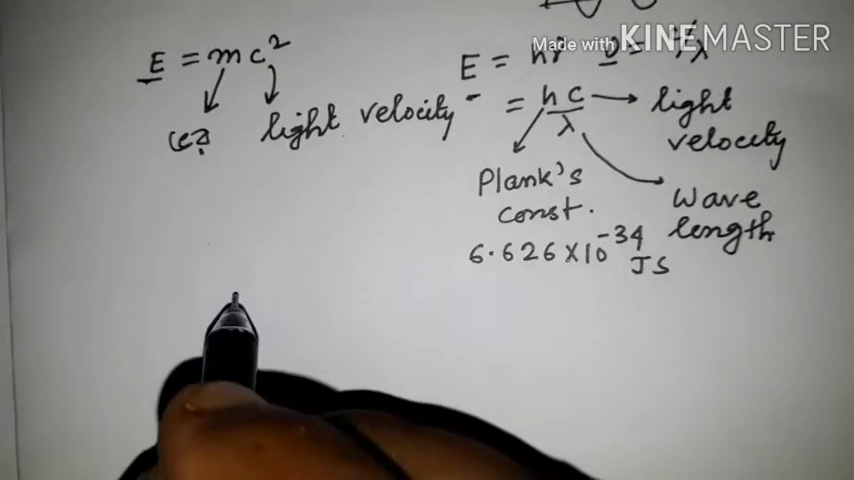 Made with KINEMASTER
E = mc²
light velocity
E = hν
= hc/λ
light
velocity
Plank's
const.
6.626×10⁻³⁴
JS
Wave
length